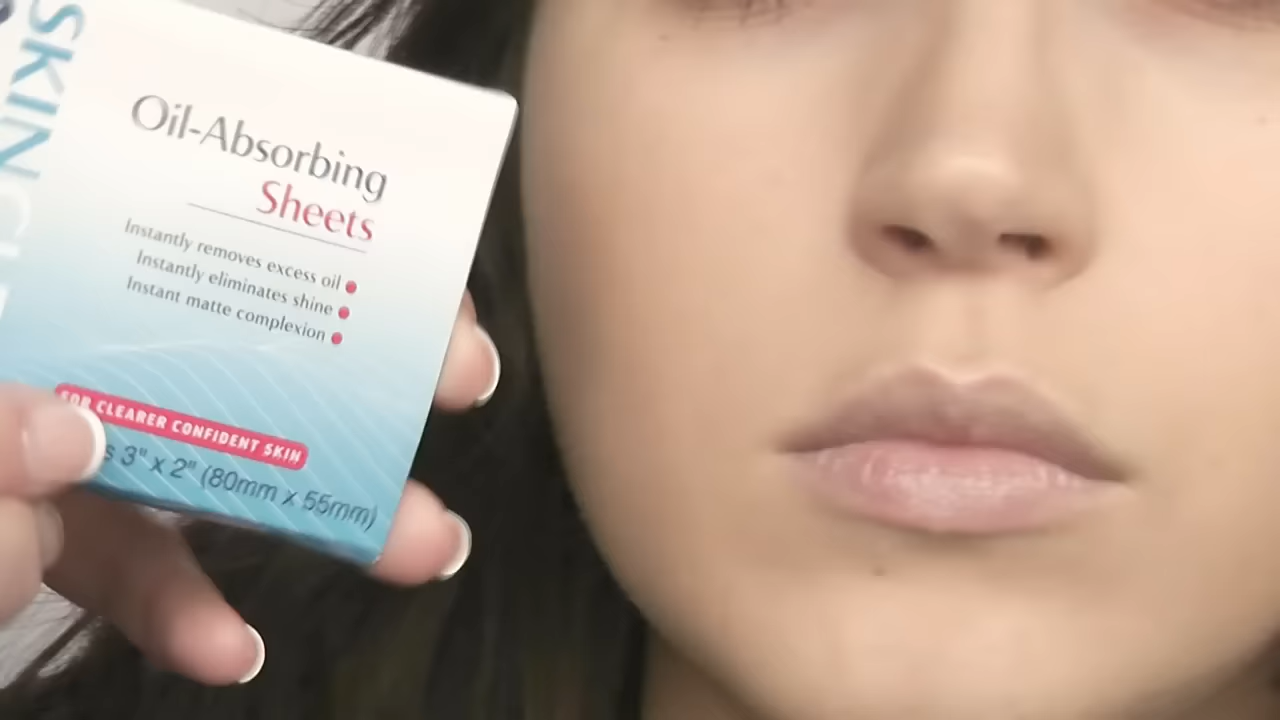 Oil-Absorbing
Sheets
Instantly removes excess oil
Instantly eliminates shine
Instant matte complexion
FOR CLEARER CONFIDENT SKIN
3" x 2" (80mm x 55mm)